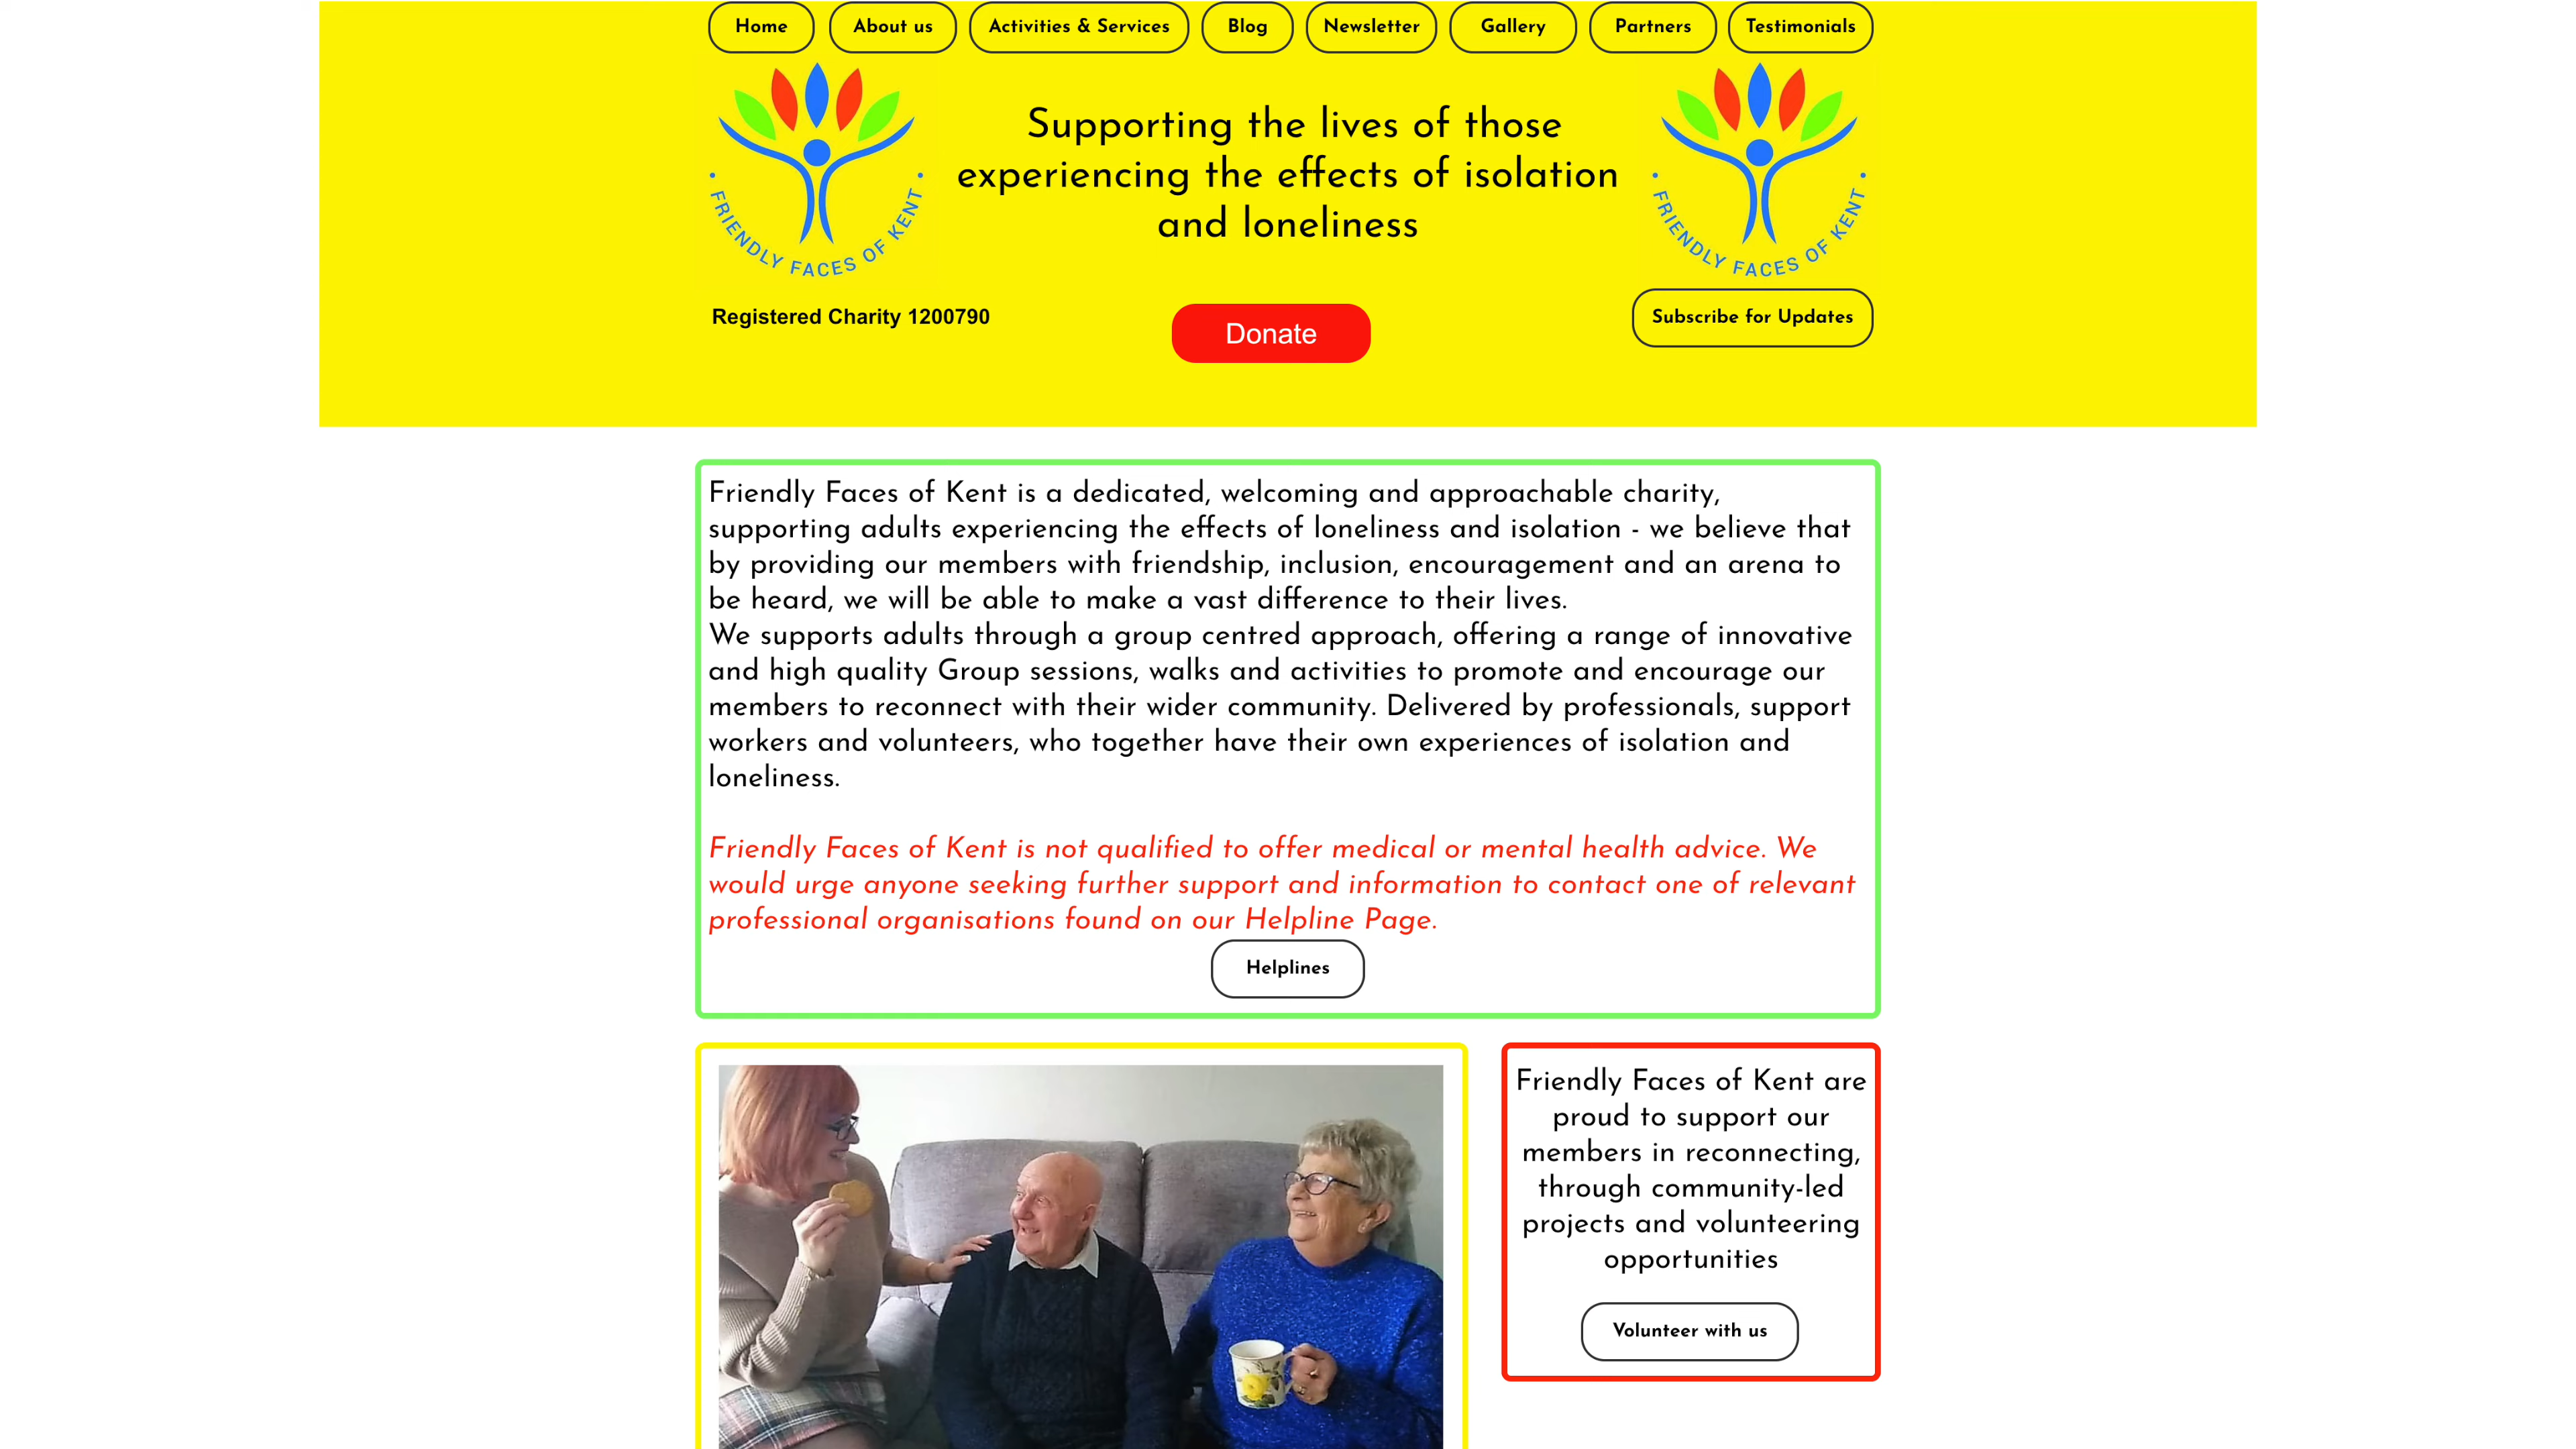 Home
About us
Activities & Services
Blog
Newsletter
Gallery
Partners
Testimonials
FRIENDLY FACES OF KENT
Supporting the lives of those
experiencing the effects of isolation
and loneliness
FRIENDLY FACES OF KENT
Registered Charity 1200790
Donate
Subscribe for Updates
Friendly Faces of Kent is a dedicated, welcoming and approachable charity,
supporting adults experiencing the effects of loneliness and isolation - we believe that
by providing our members with friendship, inclusion, encouragement and an arena to
be heard, we will be able to make a vast difference to their lives.
We supports adults through a group centred approach, offering a range of innovative
and high quality Group sessions, walks and activities to promote and encourage our
members to reconnect with their wider community. Delivered by professionals, support
workers and volunteers, who together have their own experiences of isolation and
loneliness.
Friendly Faces of Kent is not qualified to offer medical or mental health advice. We
would urge anyone seeking further support and information to contact one of relevant
professional organisations found on our Helpline Page.
Helplines
Friendly Faces of Kent are
proud to support our
members in reconnecting,
through community-led
projects and volunteering
opportunities
Volunteer with us